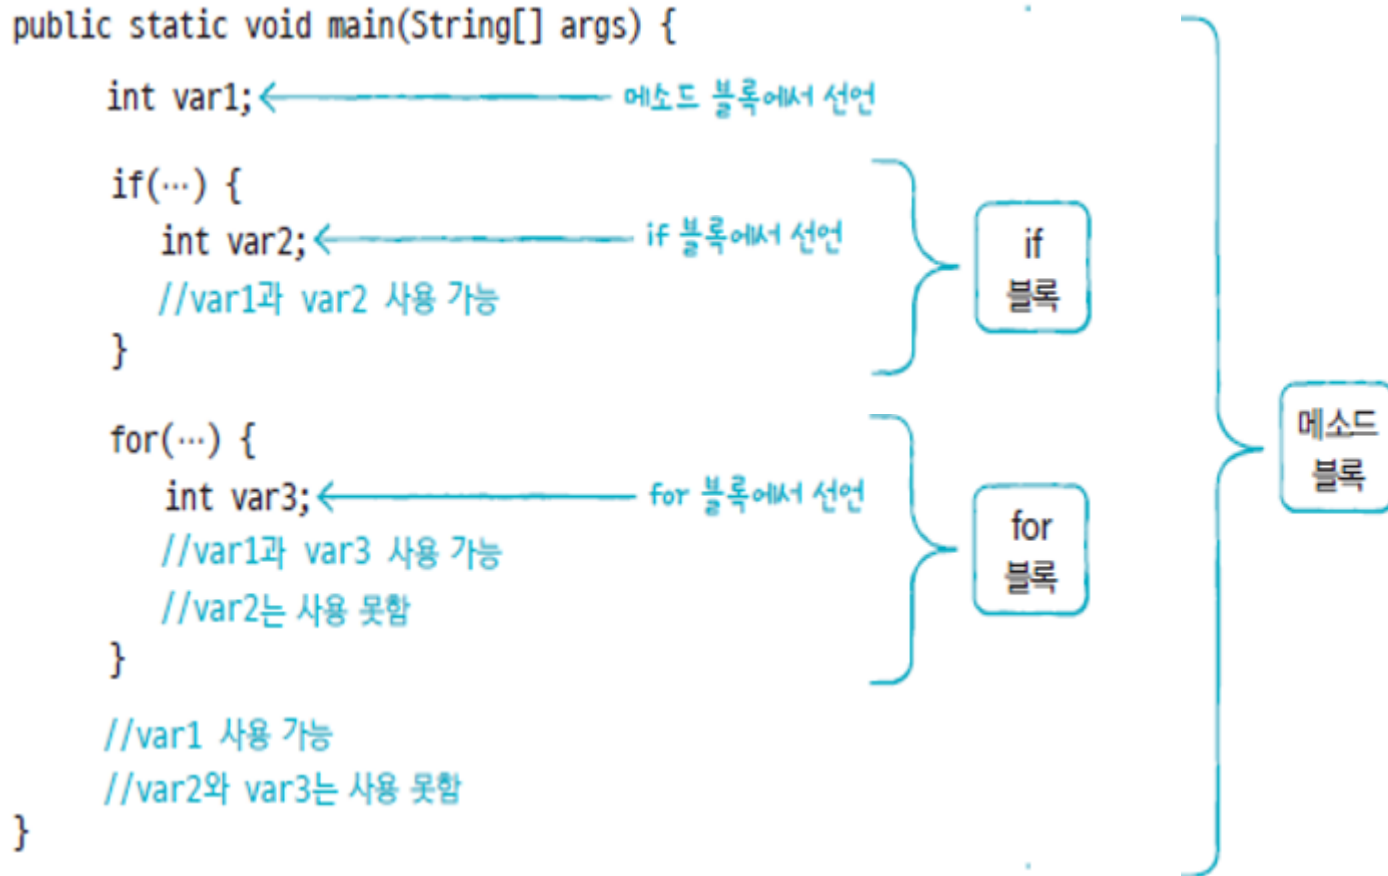 public static void main(String[] args) {
int var1; 메소드 블록에서 선언
if(…) {
int var2; if 블록에서 선언
//var1과 var2 사용 가능
}
if
블록
for(…) {
int var3; for 블록에서 선언
//var1과 var3 사용 가능
//var2는 사용 못함
}
for
블록
//var1 사용 가능
//var2와 var3는 사용 못함
}
메소드
블록